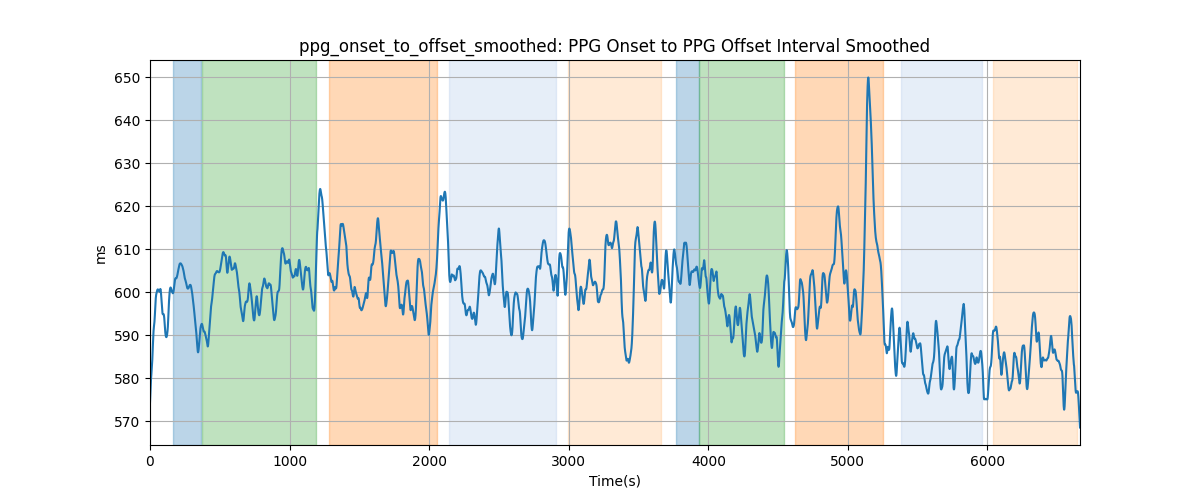 ppg_onset_to_offset_smoothed: PPG Onset to PPG Offset Interval Smoothed
650
640
630
620
610
600
590
580
570
ms
0 1000 2000 3000 4000 5000 6000
Time(s)